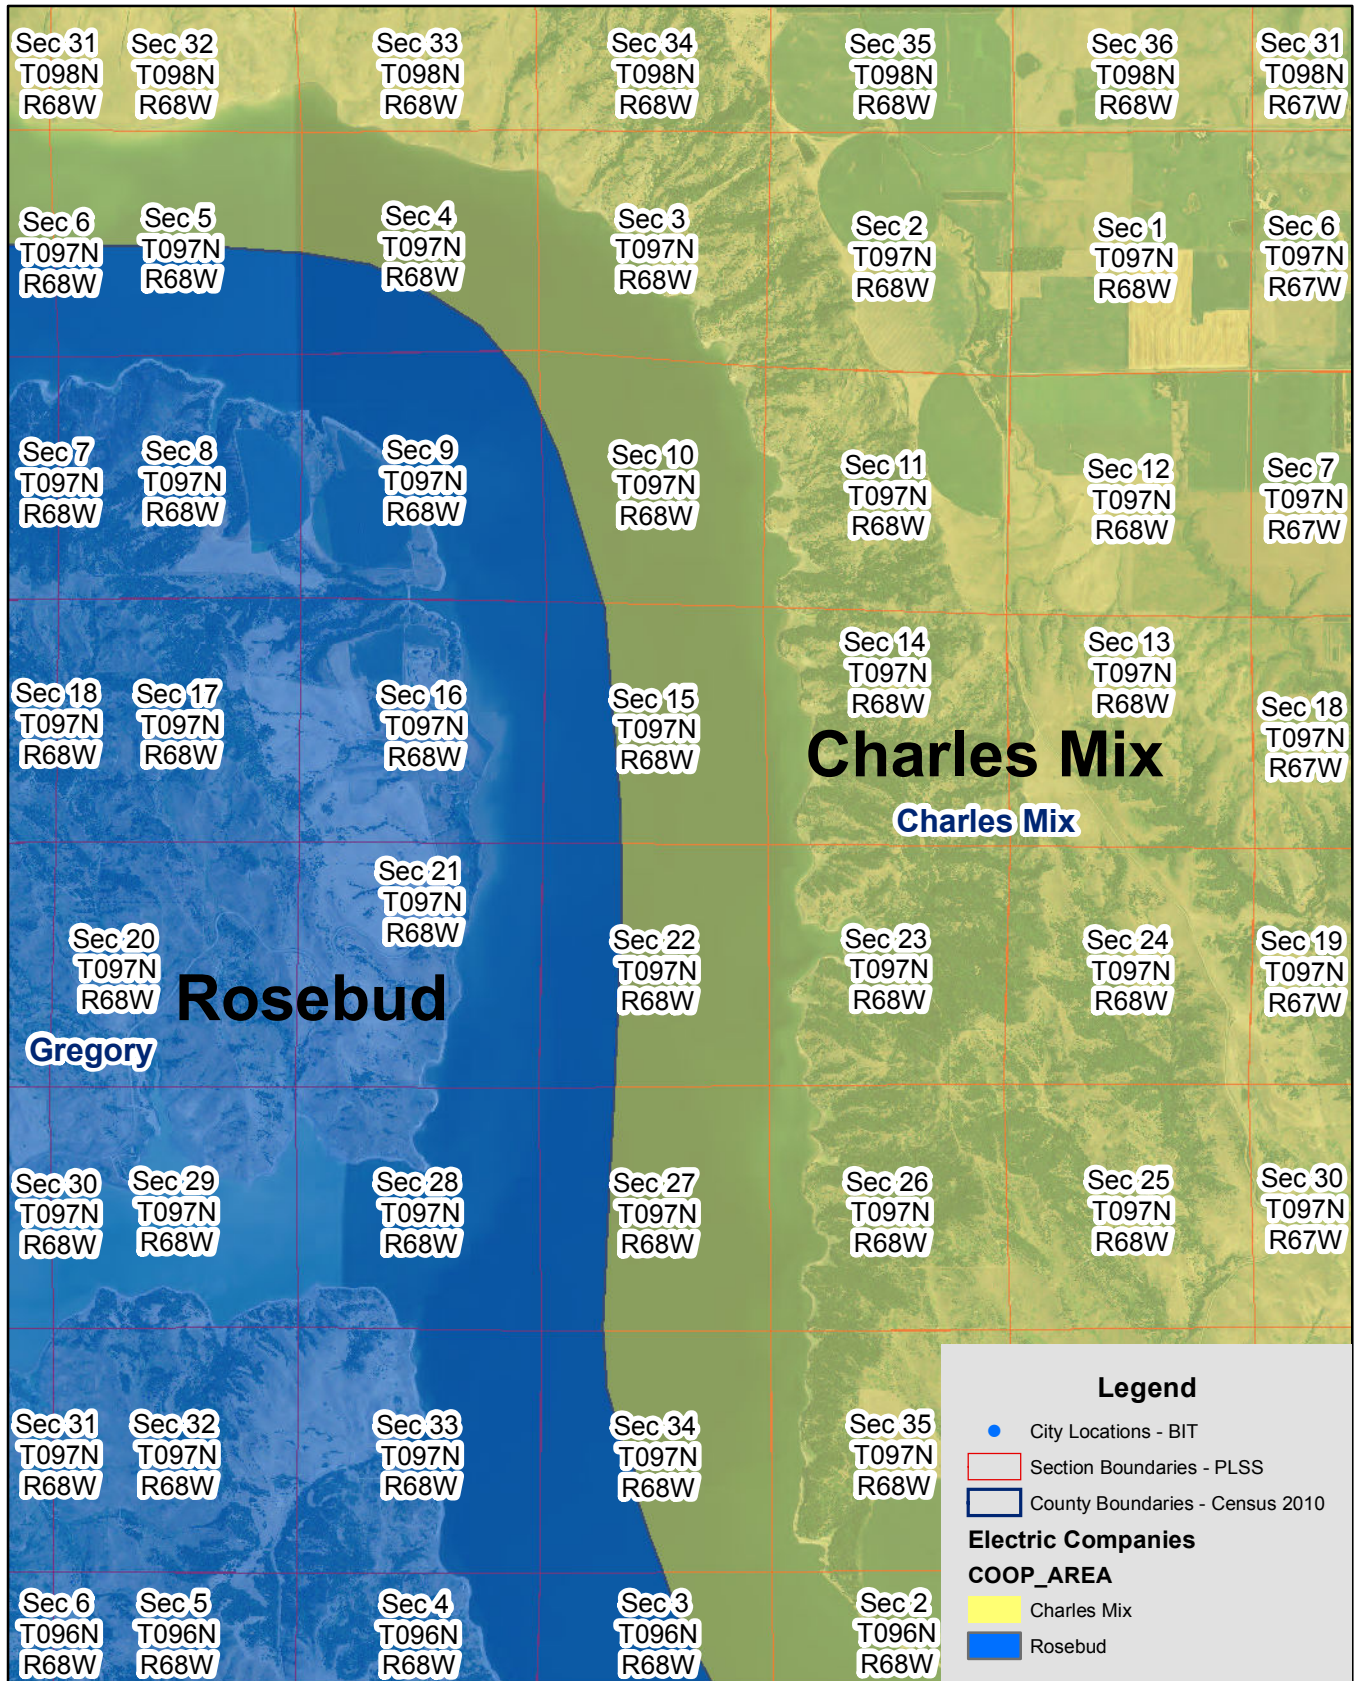 Sec 31
T098N
R68W
Sec 32
T098N
R68W
Sec 33
T098N
R68W
Sec 34
T098N
R68W
Sec 35
T098N
R68W
Sec 36
T098N
R68W
Sec 31
T098N
R67W
Sec 6
T097N
R68W
Sec 5
T097N
R68W
Sec 4
T097N
R68W
Sec 3
T097N
R68W
Sec 2
T097N
R68W
Sec 1
T097N
R68W
Sec 6
T097N
R67W
Sec 7
T097N
R68W
Sec 8
T097N
R68W
Sec 9
T097N
R68W
Sec 10
T097N
R68W
Sec 11
T097N
R68W
Sec 12
T097N
R68W
Sec 7
T097N
R67W
Sec 18
T097N
R68W
Sec 17
T097N
R68W
Sec 16
T097N
R68W
Sec 15
T097N
R68W
Sec 14
T097N
R68W
Sec 13
T097N
R68W
Sec 18
T097N
R67W
Charles Mix
Charles Mix
Sec 20
T097N
R68W
Sec 21
T097N
R68W
Rosebud
Gregory
Sec 22
T097N
R68W
Sec 23
T097N
R68W
Sec 24
T097N
R68W
Sec 19
T097N
R67W
Sec 30
T097N
R68W
Sec 29
T097N
R68W
Sec 28
T097N
R68W
Sec 27
T097N
R68W
Sec 26
T097N
R68W
Sec 25
T097N
R68W
Sec 30
T097N
R67W
Sec 31
T097N
R68W
Sec 32
T097N
R68W
Sec 33
T097N
R68W
Sec 34
T097N
R68W
Sec 35
T097N
R68W
Sec 6
T096N
R68W
Sec 5
T096N
R68W
Sec 4
T096N
R68W
Sec 3
T096N
R68W
Sec 2
T096N
R68W
Legend
City Locations - BIT
Section Boundaries - PLSS
County Boundaries - Census 2010
Electric Companies
COOP_AREA
Charles Mix
Rosebud